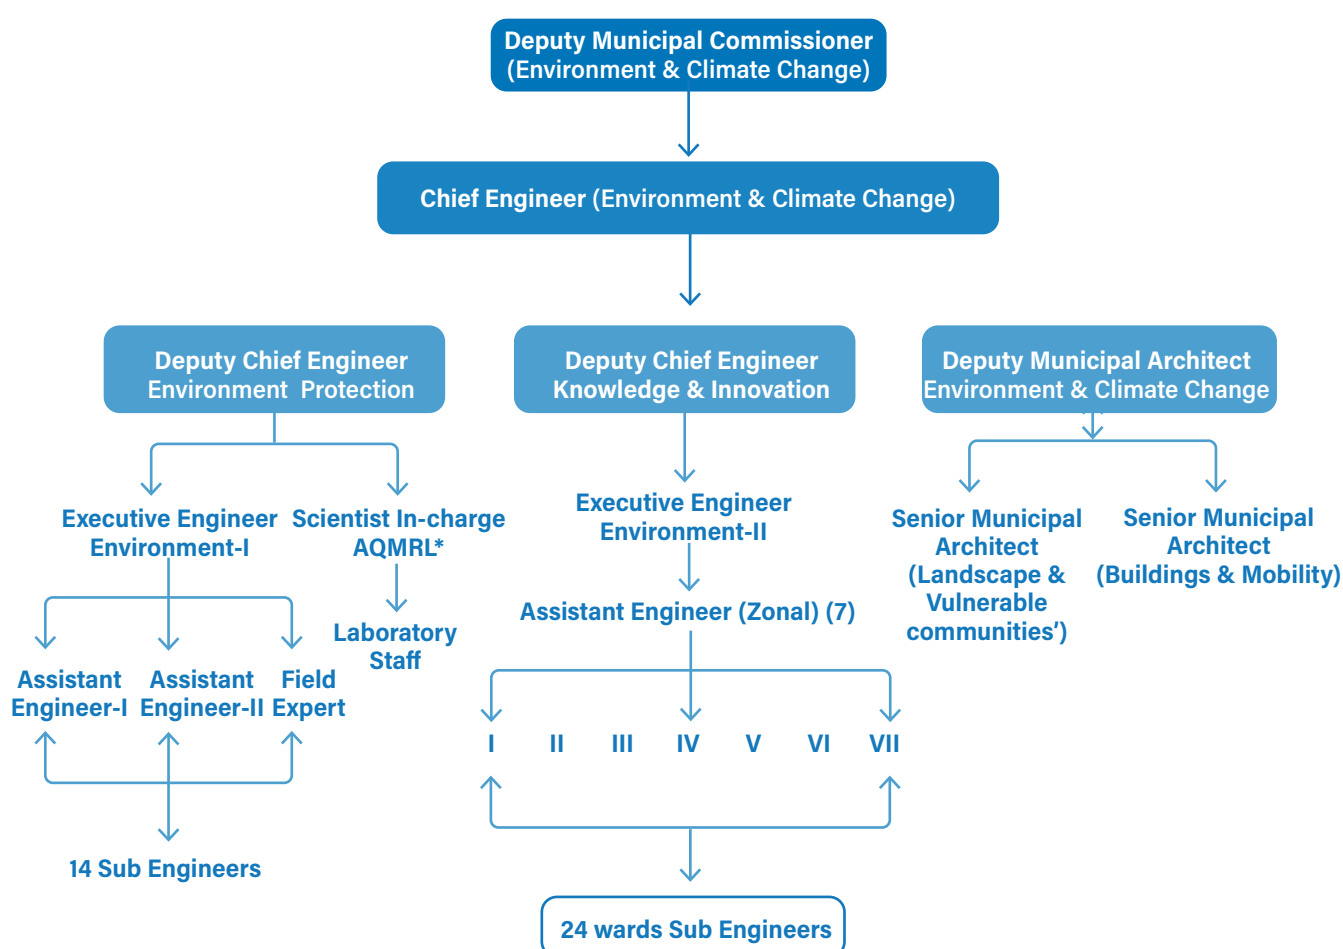 Deputy Municipal Commissioner
(Environment & Climate Change)
Chief Engineer (Environment & Climate Change)
Deputy Chief Engineer
Environment Protection
Deputy Chief Engineer
Knowledge & Innovation
Deputy Municipal Architect
Environment & Climate Change
Executive Engineer
Environment-I
Scientist In-charge
AQMRL*
Laboratory
Staff
Assistant
Engineer-I
Assistant
Engineer-II
Field
Expert
14 Sub Engineers
Executive Engineer
Environment-II
Assistant Engineer (Zonal) (7)
I II III IV V VI VII
24 wards Sub Engineers
Senior Municipal
Architect
(Landscape &
Vulnerable
communities’)
Senior Municipal
Architect
(Buildings & Mobility)